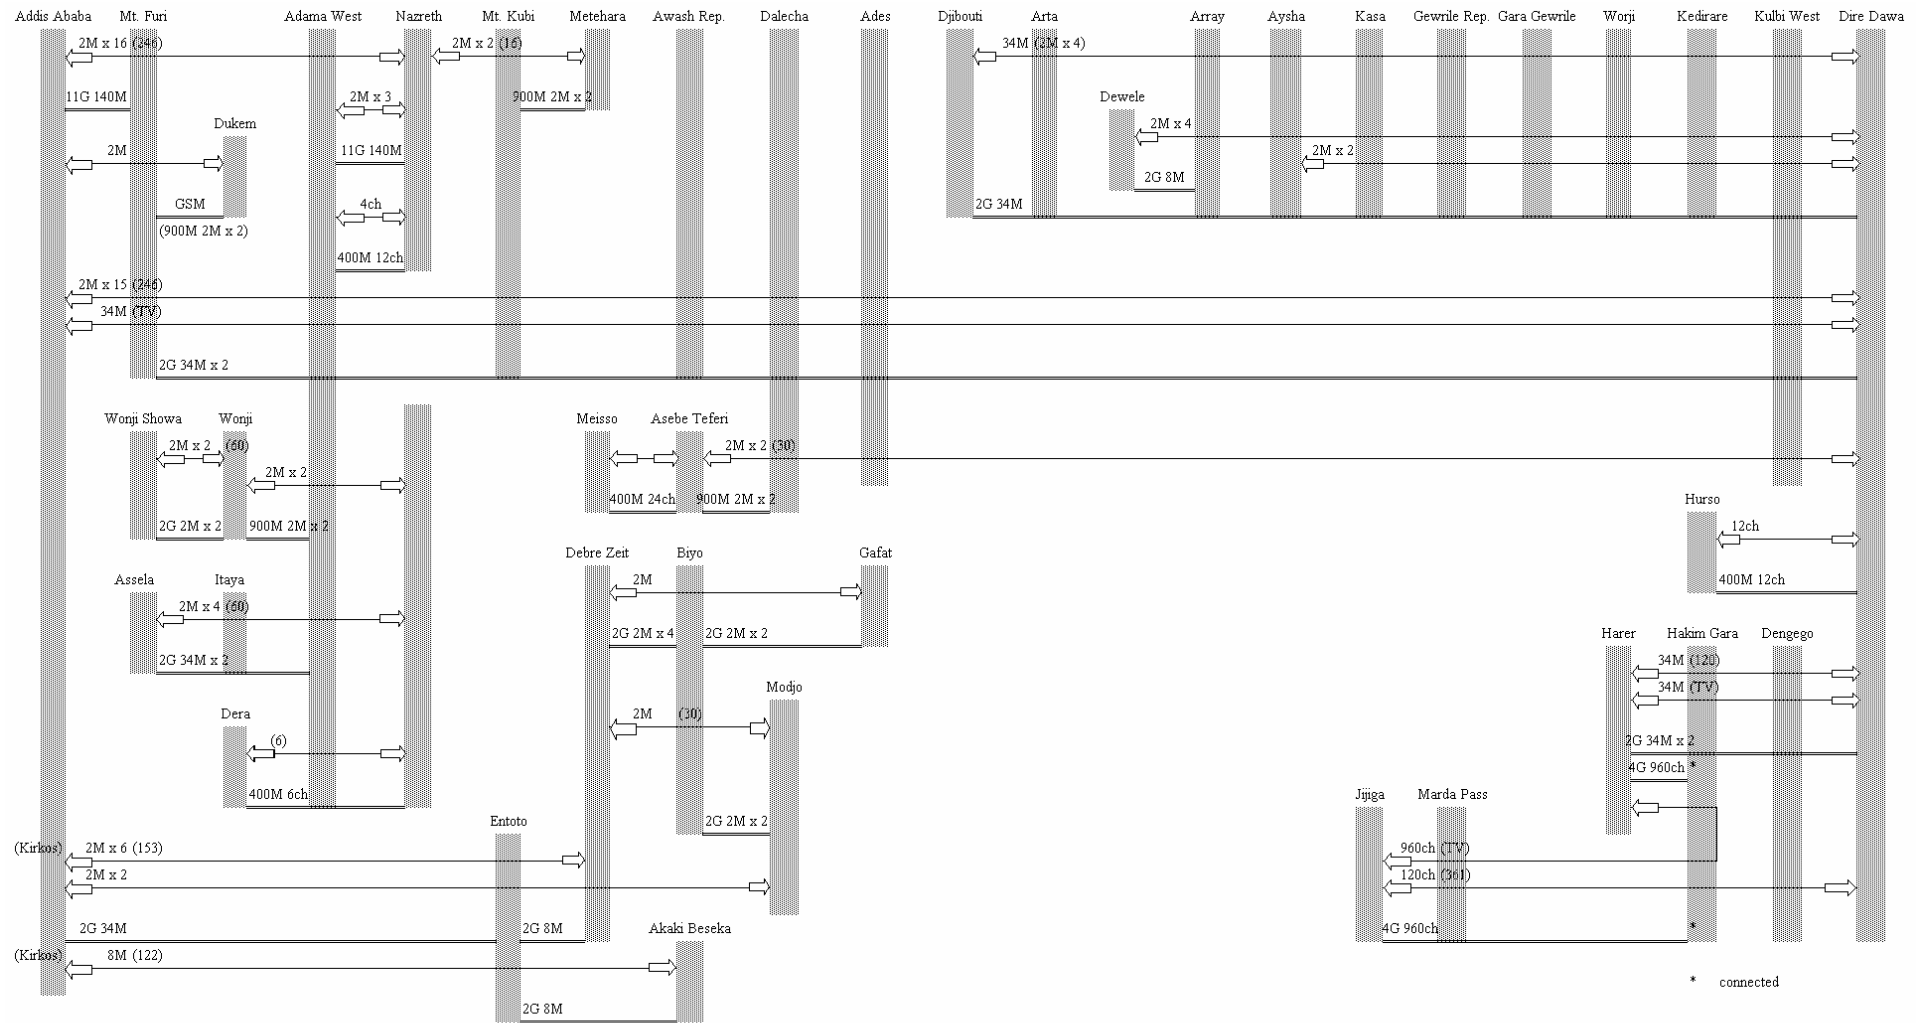 Addis Ababa Mt. Furi Adama West Nazreth Mt. Kubi Metehara Awash Rep. Dalecha Ades Djibouti Arta Array Aysha Kasa Gewrile Rep. Gara Gewrile Worji Kedirare Kulbi West Dire Dawa
2M x 16 (246) 2M x 2 (16) 34M (2M x 4)
11G 140M 2M x 3 900M 2M x 2 Dewele
Dukem 2M x 4
2M 11G 140M 2M x 2
2G 8M
GSM 4ch 2G 34M
(900M 2M x 2)
400M 12ch
2M x 15 (246)
34M (TV)
2G 34M x 2
Wonji Showa Wonji Meisso Asebe Teferi
2M x 2 (60) 2M x 2 (30)
2M x 2
400M 24ch 900M 2M x 2 Hurso
2G 2M x 2 900M 2M x 2 12ch
Debre Zeit Biyo Gafat
Assela Itaya 2M 400M 12ch
2M x 4 (60)
2G 2M x 4 2G 2M x 2 Harer Hakim Gara Dengego
2G 34M x 2 34M (120)
Modjo 34M (TV)
Dera 2M (30)
(6) 2G 34M x 2
4G 960ch *
400M 6ch Jijiga Marda Pass
Entoto 2G 2M x 2
(Kirkos) 2M x 6 (153) 960ch (TV)
2M x 2 120ch (361)
2G 34M 2G 8M Akaki Beseka 4G 960ch *
(Kirkos) 8M (122)
* connected
2G 8M